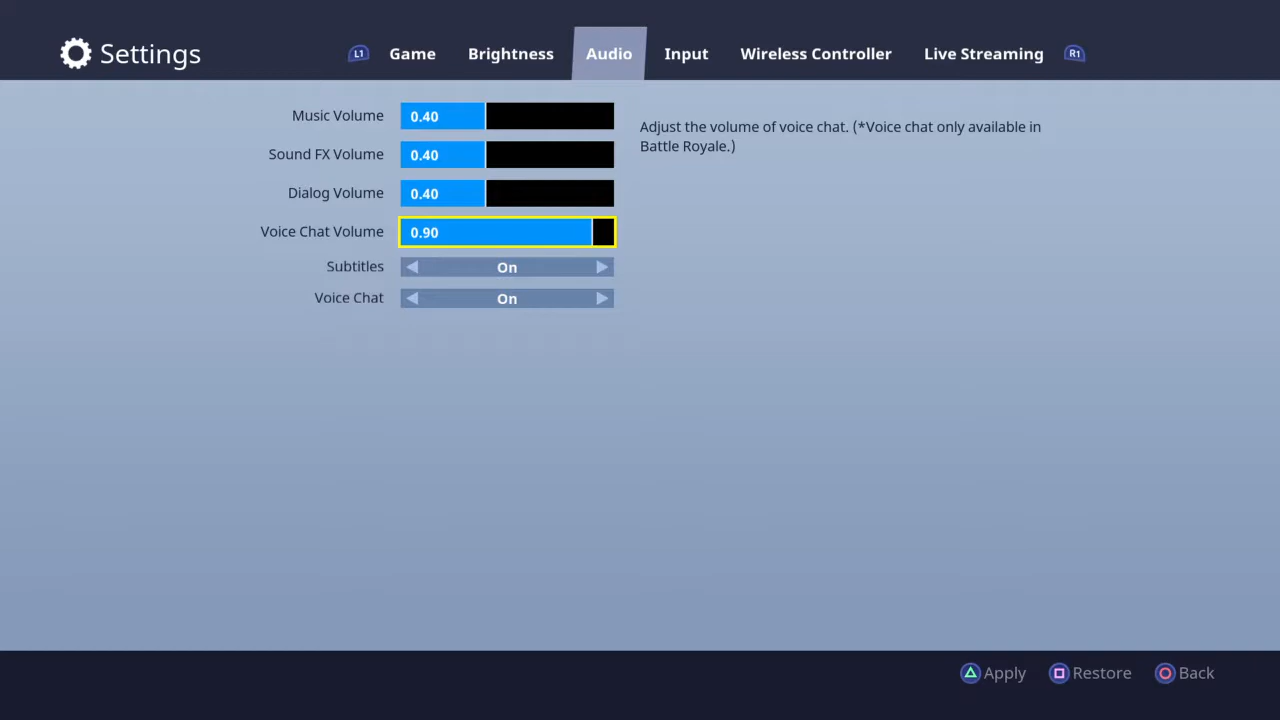 Settings
L1 Game Brightness Audio Input Wireless Controller Live Streaming R1
Music Volume 0.40
Sound FX Volume 0.40
Dialog Volume 0.40
Voice Chat Volume 0.90
Subtitles On
Voice Chat On
Adjust the volume of voice chat. (*Voice chat only available in
Battle Royale.)
Apply Restore Back